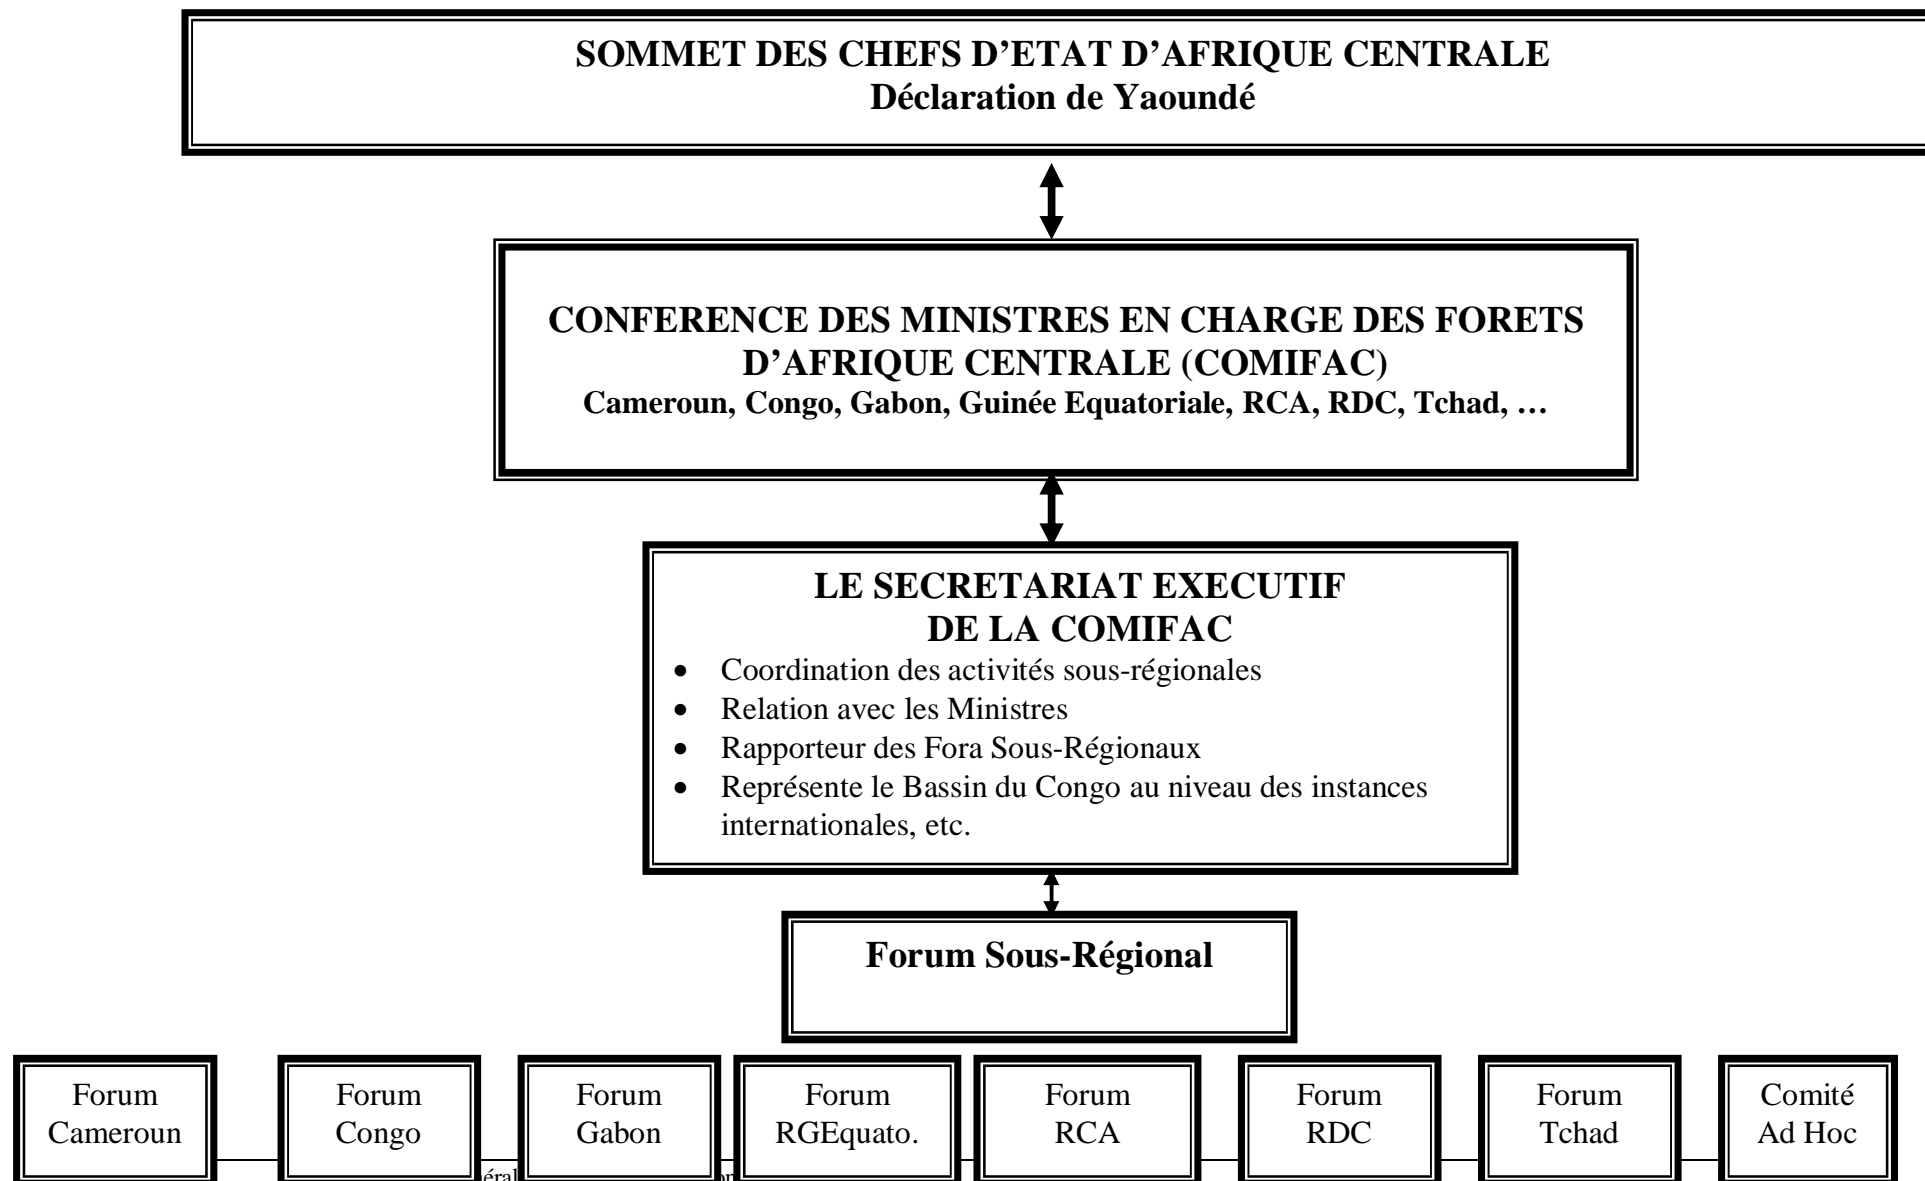 SOMMET DES CHEFS D’ETAT D’AFRIQUE CENTRALE
Déclaration de Yaoundé
CONFERENCE DES MINISTRES EN CHARGE DES FORETS
D’AFRIQUE CENTRALE (COMIFAC)
Cameroun, Congo, Gabon, Guinée Equatoriale, RCA, RDC, Tchad, …
LE SECRETARIAT EXECUTIF
DE LA COMIFAC
• Coordination des activités sous-régionales
• Relation avec les Ministres
• Rapporteur des Fora Sous-Régionaux
• Représente le Bassin du Congo au niveau des instances
internationales, etc.
Forum Sous-Régional
Forum
Cameroun
Forum
Congo
Forum
Gabon
Forum
RGEquato.
Forum
RCA
Forum
RDC
Forum
Tchad
Comité
Ad Hoc